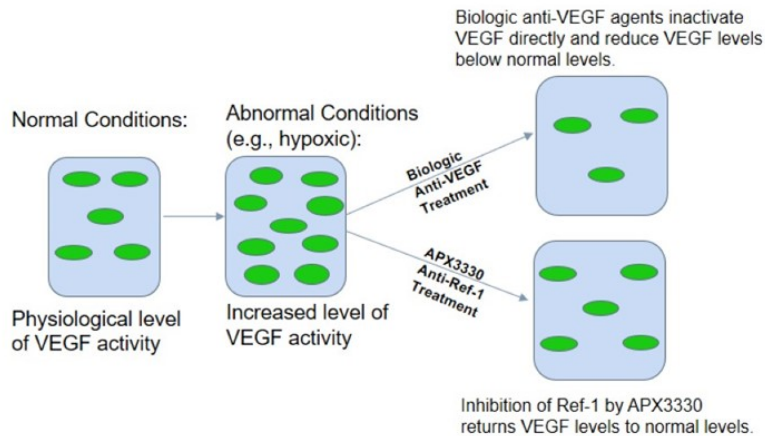 Biologic anti-VEGF agents inactivate
VEGF directly and reduce VEGF levels
below normal levels.
Normal Conditions:
Abnormal Conditions
(e.g., hypoxic):
Biologic
Anti-VEGF
Treatment
APX3330
Anti-Ref-1
Treatment
Physiological level
of VEGF activity
Increased level of
VEGF activity
Inhibition of Ref-1 by APX3330
returns VEGF levels to normal levels.